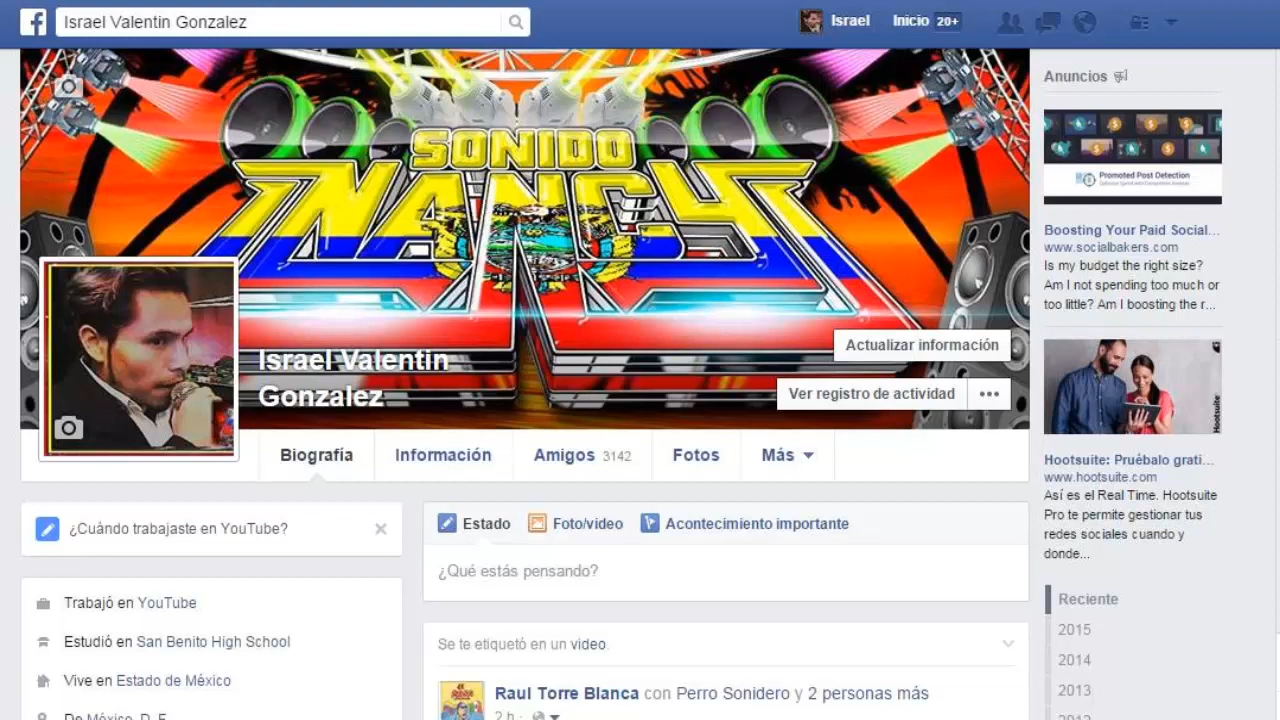 Israel Valentin Gonzalez
Israel
Inicio 20+
SONIDO
NANCY
Israel Valentin
Gonzalez
Actualizar información
Ver registro de actividad
Biografía
Información
Amigos 3142
Fotos
Más
¿Cuándo trabajaste en YouTube?
Trabajó en YouTube
Estudió en San Benito High School
Vive en Estado de México
De México, D. F.
Estado
Foto/video
Acontecimiento importante
¿Qué estás pensando?
Se te etiquetó en un video.
Raul Torre Blanca con Perro Sonidero y 2 personas más
2 h ·
Anuncios
Promoted Post Detection
Boosting Your Paid Social...
www.socialbakers.com
Is my budget the right size?
Am I not spending too much or
too little? Am I boosting the r...
Hootsuite
Hootsuite: Pruébalo grati...
www.hootsuite.com
Así es el Real Time. Hootsuite
Pro te permite gestionar tus
redes sociales cuando y
donde...
Reciente
2015
2014
2013
2012